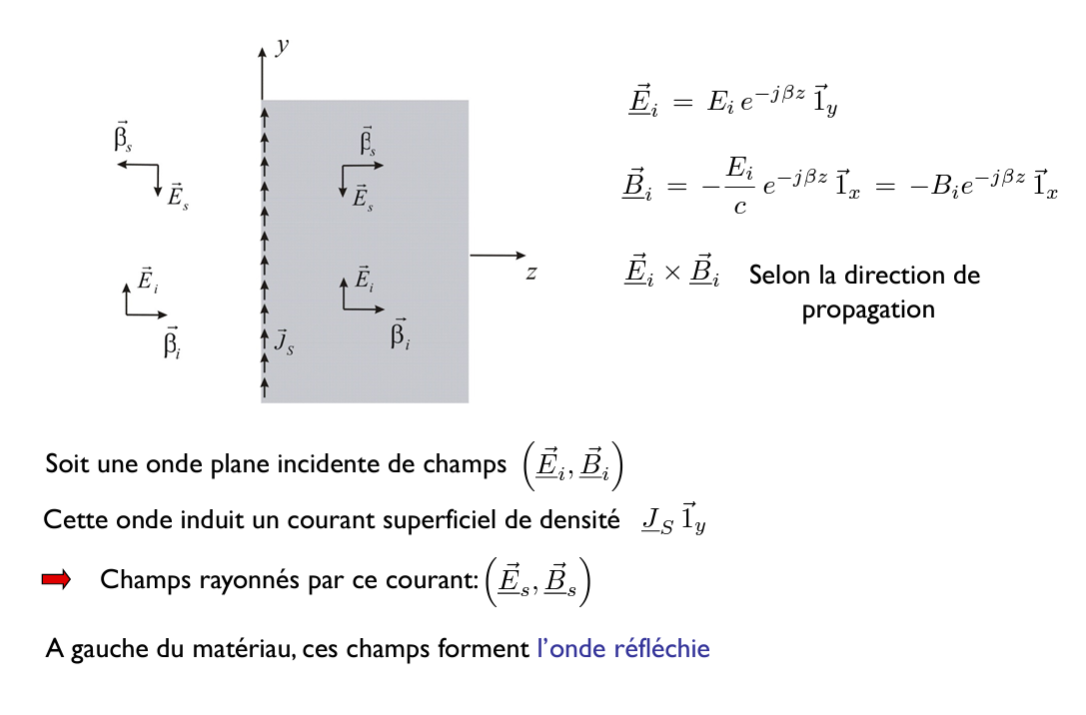 y
$\underline{\vec{E}}_i = E_i e^{-j\beta z} \vec{1}_y$
$\vec{\beta}_s$ $\vec{\beta}_s$
$\vec{E}_s$ $\vec{E}_s$
$\underline{\vec{B}}_i = -\frac{E_i}{c} e^{-j\beta z} \vec{1}_x = -B_i e^{-j\beta z} \vec{1}_x$
$\vec{E}_i$ $\vec{E}_i$ z
$\underline{\vec{E}}_i \times \underline{\vec{B}}_i$ Selon la direction de
propagation
$\vec{\beta}_i$ $\vec{J}_s$ $\vec{\beta}_i$
Soit une onde plane incidente de champs $(\underline{\vec{E}}_i, \underline{\vec{B}}_i)$
Cette onde induit un courant superficiel de densité $\underline{J}_S \vec{1}_y$
Champs rayonnés par ce courant: $(\underline{\vec{E}}_s, \underline{\vec{B}}_s)$
A gauche du matériau, ces champs forment l'onde réfléchie